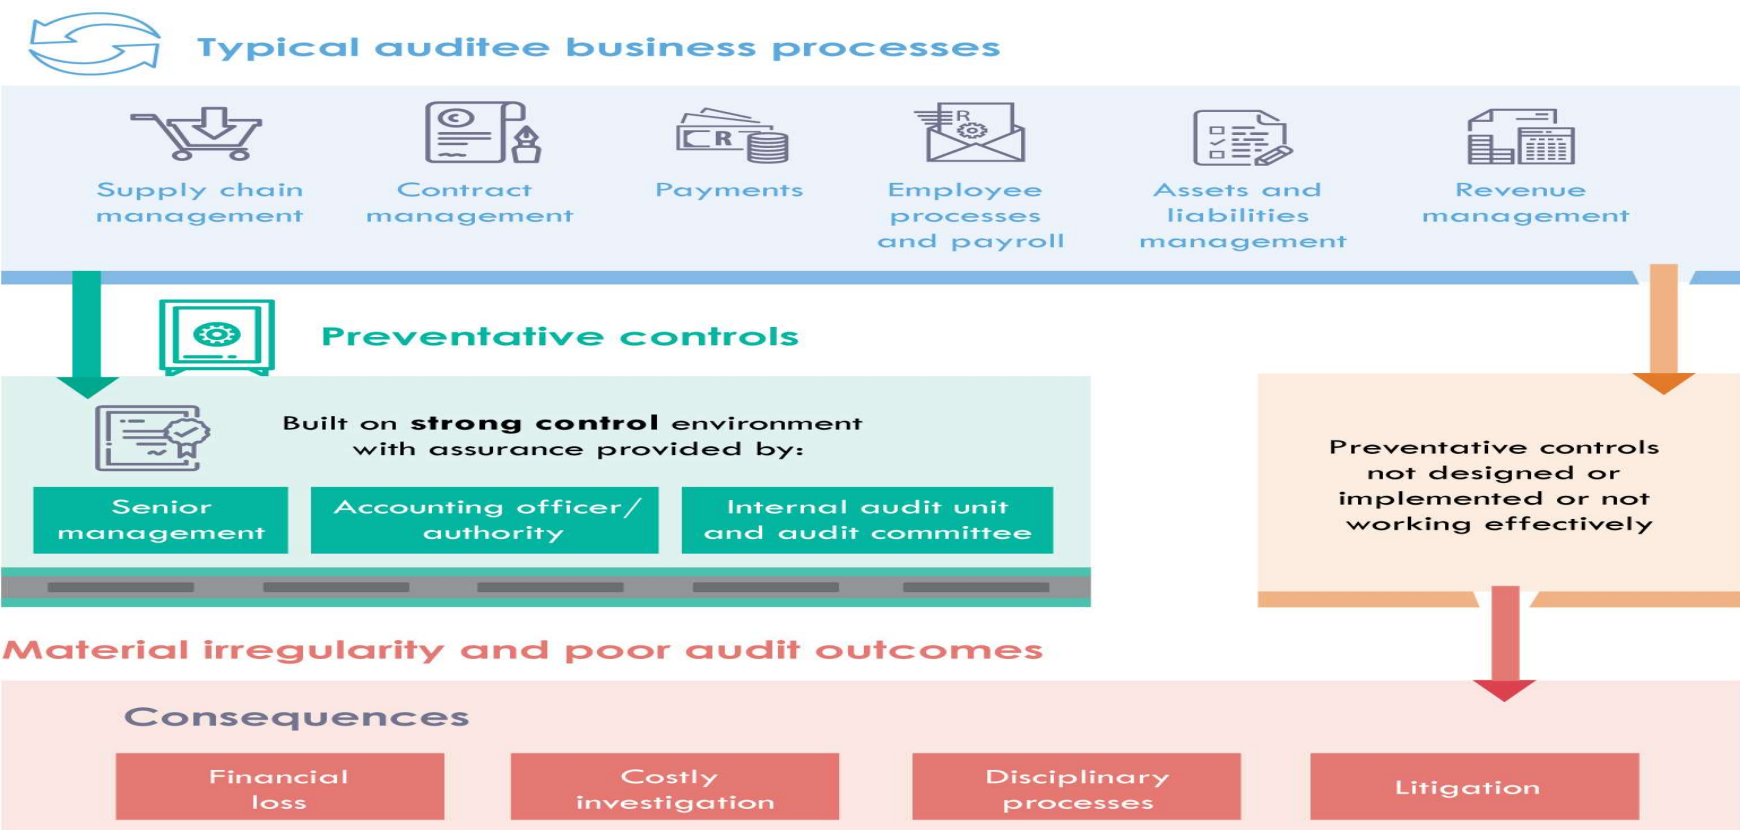 Typical auditee business processes
R
R
Supply chain
management
Contract
management
Payments
Employee
processes
and payroll
Assets and
liabilities
management
Revenue
management
Preventative controls
Built on strong control environment
with assurance provided by:
Senior
management
Accounting officer/
authority
Internal audit unit
and audit committee
Preventative controls
not designed or
implemented or not
working effectively
Material irregularity and poor audit outcomes
Consequences
Financial
loss
Costly
investigation
Disciplinary
processes
Litigation